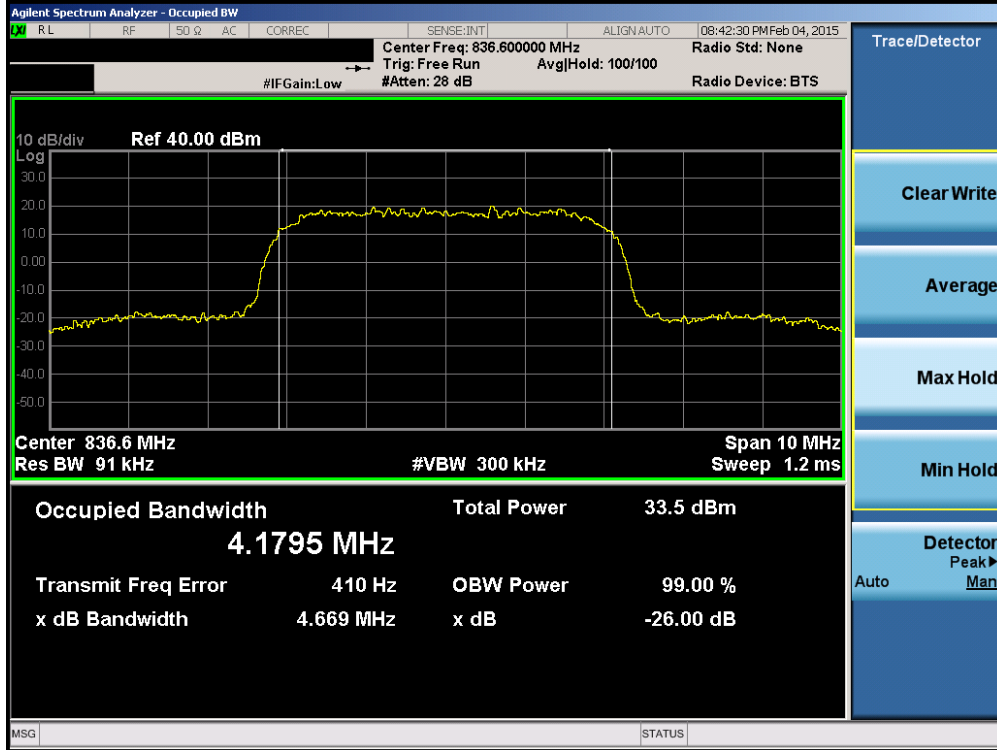 Agilent Spectrum Analyzer - Occupied BW
LXI RL RF 50 Ω AC CORREC SENSE:INT ALIGN AUTO 08:42:30 PM Feb 04, 2015
Center Freq: 836.600000 MHz Radio Std: None
Trig: Free Run Avg|Hold: 100/100
#IFGain:Low #Atten: 28 dB Radio Device: BTS
Trace/Detector
10 dB/div Ref 40.00 dBm
Log
30.0
20.0
10.0
0.00
-10.0
-20.0
-30.0
-40.0
-50.0
Center 836.6 MHz Span 10 MHz
Res BW 91 kHz #VBW 300 kHz Sweep 1.2 ms
Occupied Bandwidth Total Power 33.5 dBm
4.1795 MHz
Transmit Freq Error 410 Hz OBW Power 99.00 %
x dB Bandwidth 4.669 MHz x dB -26.00 dB
Clear Write
Average
Max Hold
Min Hold
Detector
Peak▶
Auto Man
MSG STATUS